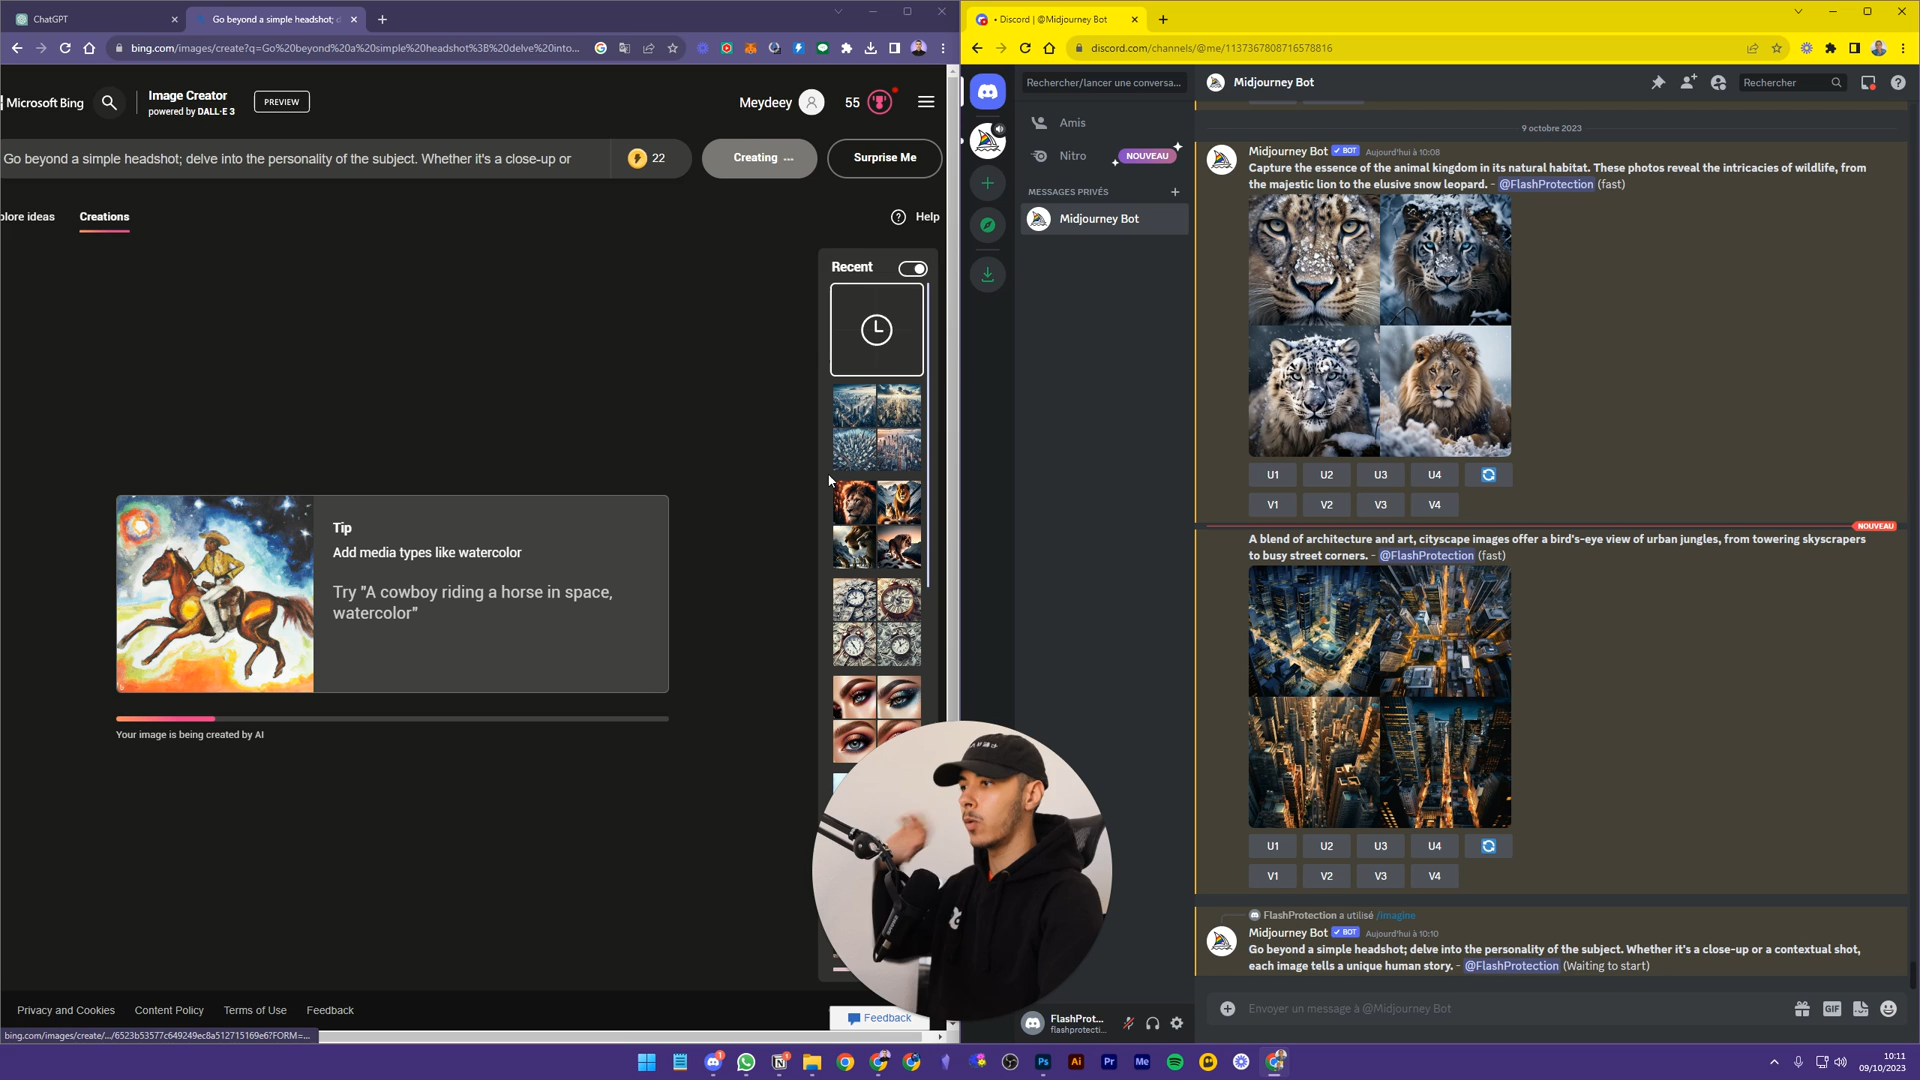 ChatGPT
Go beyond a simple headshot; d
bing.com/images/create?q=Go%20beyond%20a%20simple%20headshot%3B%20delve%20into...
Microsoft Bing
Image Creator
powered by DALL·E 3
PREVIEW
Meydeey
55
Go beyond a simple headshot; delve into the personality of the subject. Whether it's a close-up or
22
Creating ...
Surprise Me
plore ideas
Creations
Help
Recent
Tip
Add media types like watercolor
Try "A cowboy riding a horse in space,
watercolor"
Your image is being created by AI
Privacy and Cookies
Content Policy
Terms of Use
Feedback
Feedback
bing.com/images/create/.../6523b53577c649249ec8a512715169e6?FORM=...
• Discord | @Midjourney Bot
discord.com/channels/@me/1137367808716578816
Rechercher/lancer une conversa...
Amis
Nitro
NOUVEAU
MESSAGES PRIVÉS
Midjourney Bot
Midjourney Bot
Rechercher
9 octobre 2023
Midjourney Bot BOT Aujourd'hui à 10:08
Capture the essence of the animal kingdom in its natural habitat. These photos reveal the intricacies of wildlife, from
the majestic lion to the elusive snow leopard. - @FlashProtection (fast)
U1 U2 U3 U4
V1 V2 V3 V4
NOUVEAU
A blend of architecture and art, cityscape images offer a bird's-eye view of urban jungles, from towering skyscrapers
to busy street corners. - @FlashProtection (fast)
U1 U2 U3 U4
V1 V2 V3 V4
FlashProtection a utilisé /imagine
Midjourney Bot BOT Aujourd'hui à 10:10
Go beyond a simple headshot; delve into the personality of the subject. Whether it's a close-up or a contextual shot,
each image tells a unique human story. - @FlashProtection (Waiting to start)
Envoyer un message à @Midjourney Bot
GIF
FlashProt...
flashprotecti...
Ps
Ai
Pr
Me
10:11
09/10/2023